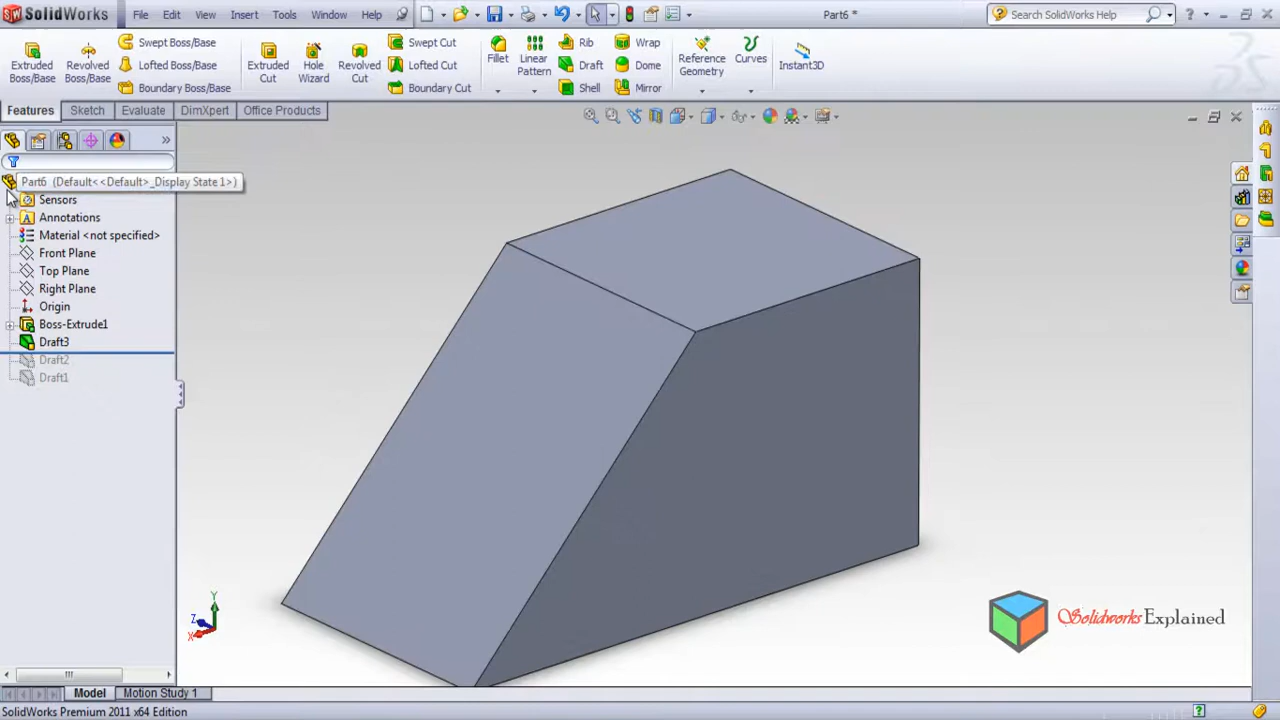 SolidWorks File Edit View Insert Tools Window Help Part6 * Search SolidWorks Help
Extruded Boss/Base
Revolved Boss/Base
Swept Boss/Base
Lofted Boss/Base
Boundary Boss/Base
Extruded Cut
Hole Wizard
Revolved Cut
Swept Cut
Lofted Cut
Boundary Cut
Fillet
Linear Pattern
Rib
Draft
Shell
Wrap
Dome
Mirror
Reference Geometry
Curves
Instant3D
Features Sketch Evaluate DimXpert Office Products
Part6 (Default<<Default>_Display State 1>)
Sensors
Annotations
Material <not specified>
Front Plane
Top Plane
Right Plane
Origin
Boss-Extrude1
Draft3
Draft2
Draft1
Y
Z
X
Solidworks Explained
Model Motion Study 1
SolidWorks Premium 2011 x64 Edition